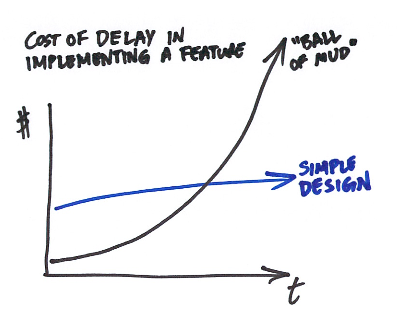 COST OF DELAY IN
IMPLEMENTING A FEATURE
"BALL
OF MUD"
$
SIMPLE
DESIGN
t